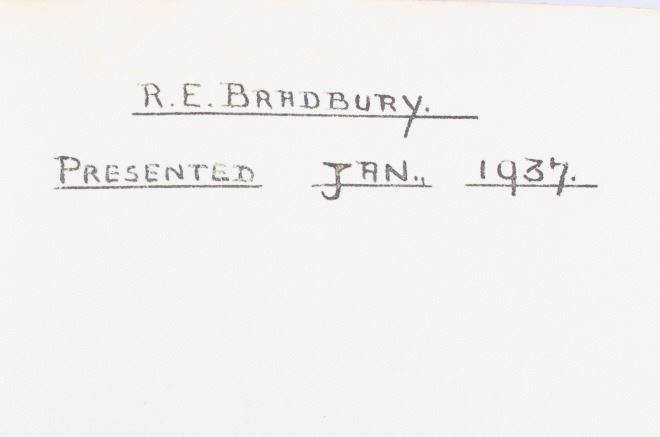 R. E. BRADBURY.
PRESENTED JAN., 1937.